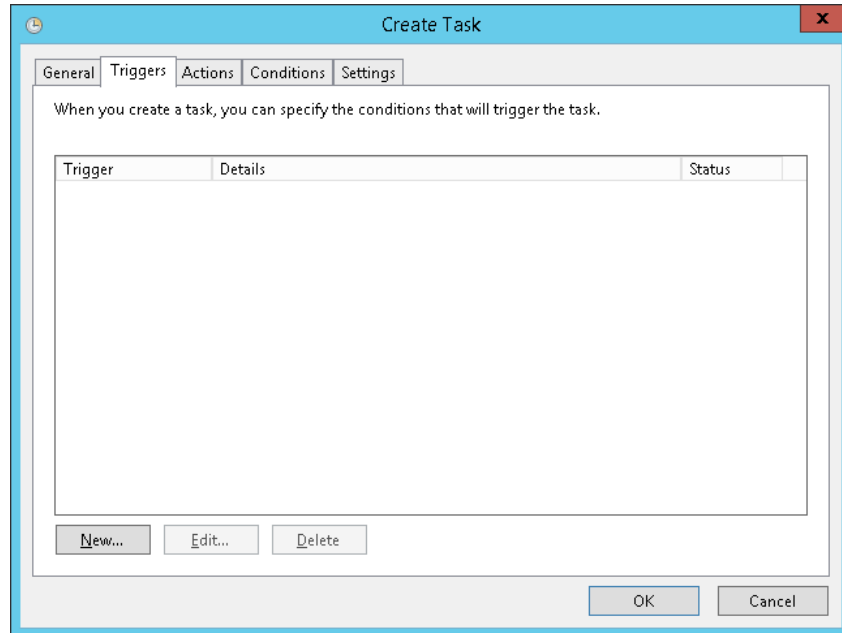 Create Task
x
General Triggers Actions Conditions Settings
When you create a task, you can specify the conditions that will trigger the task.
Trigger Details Status
New... Edit... Delete
OK Cancel